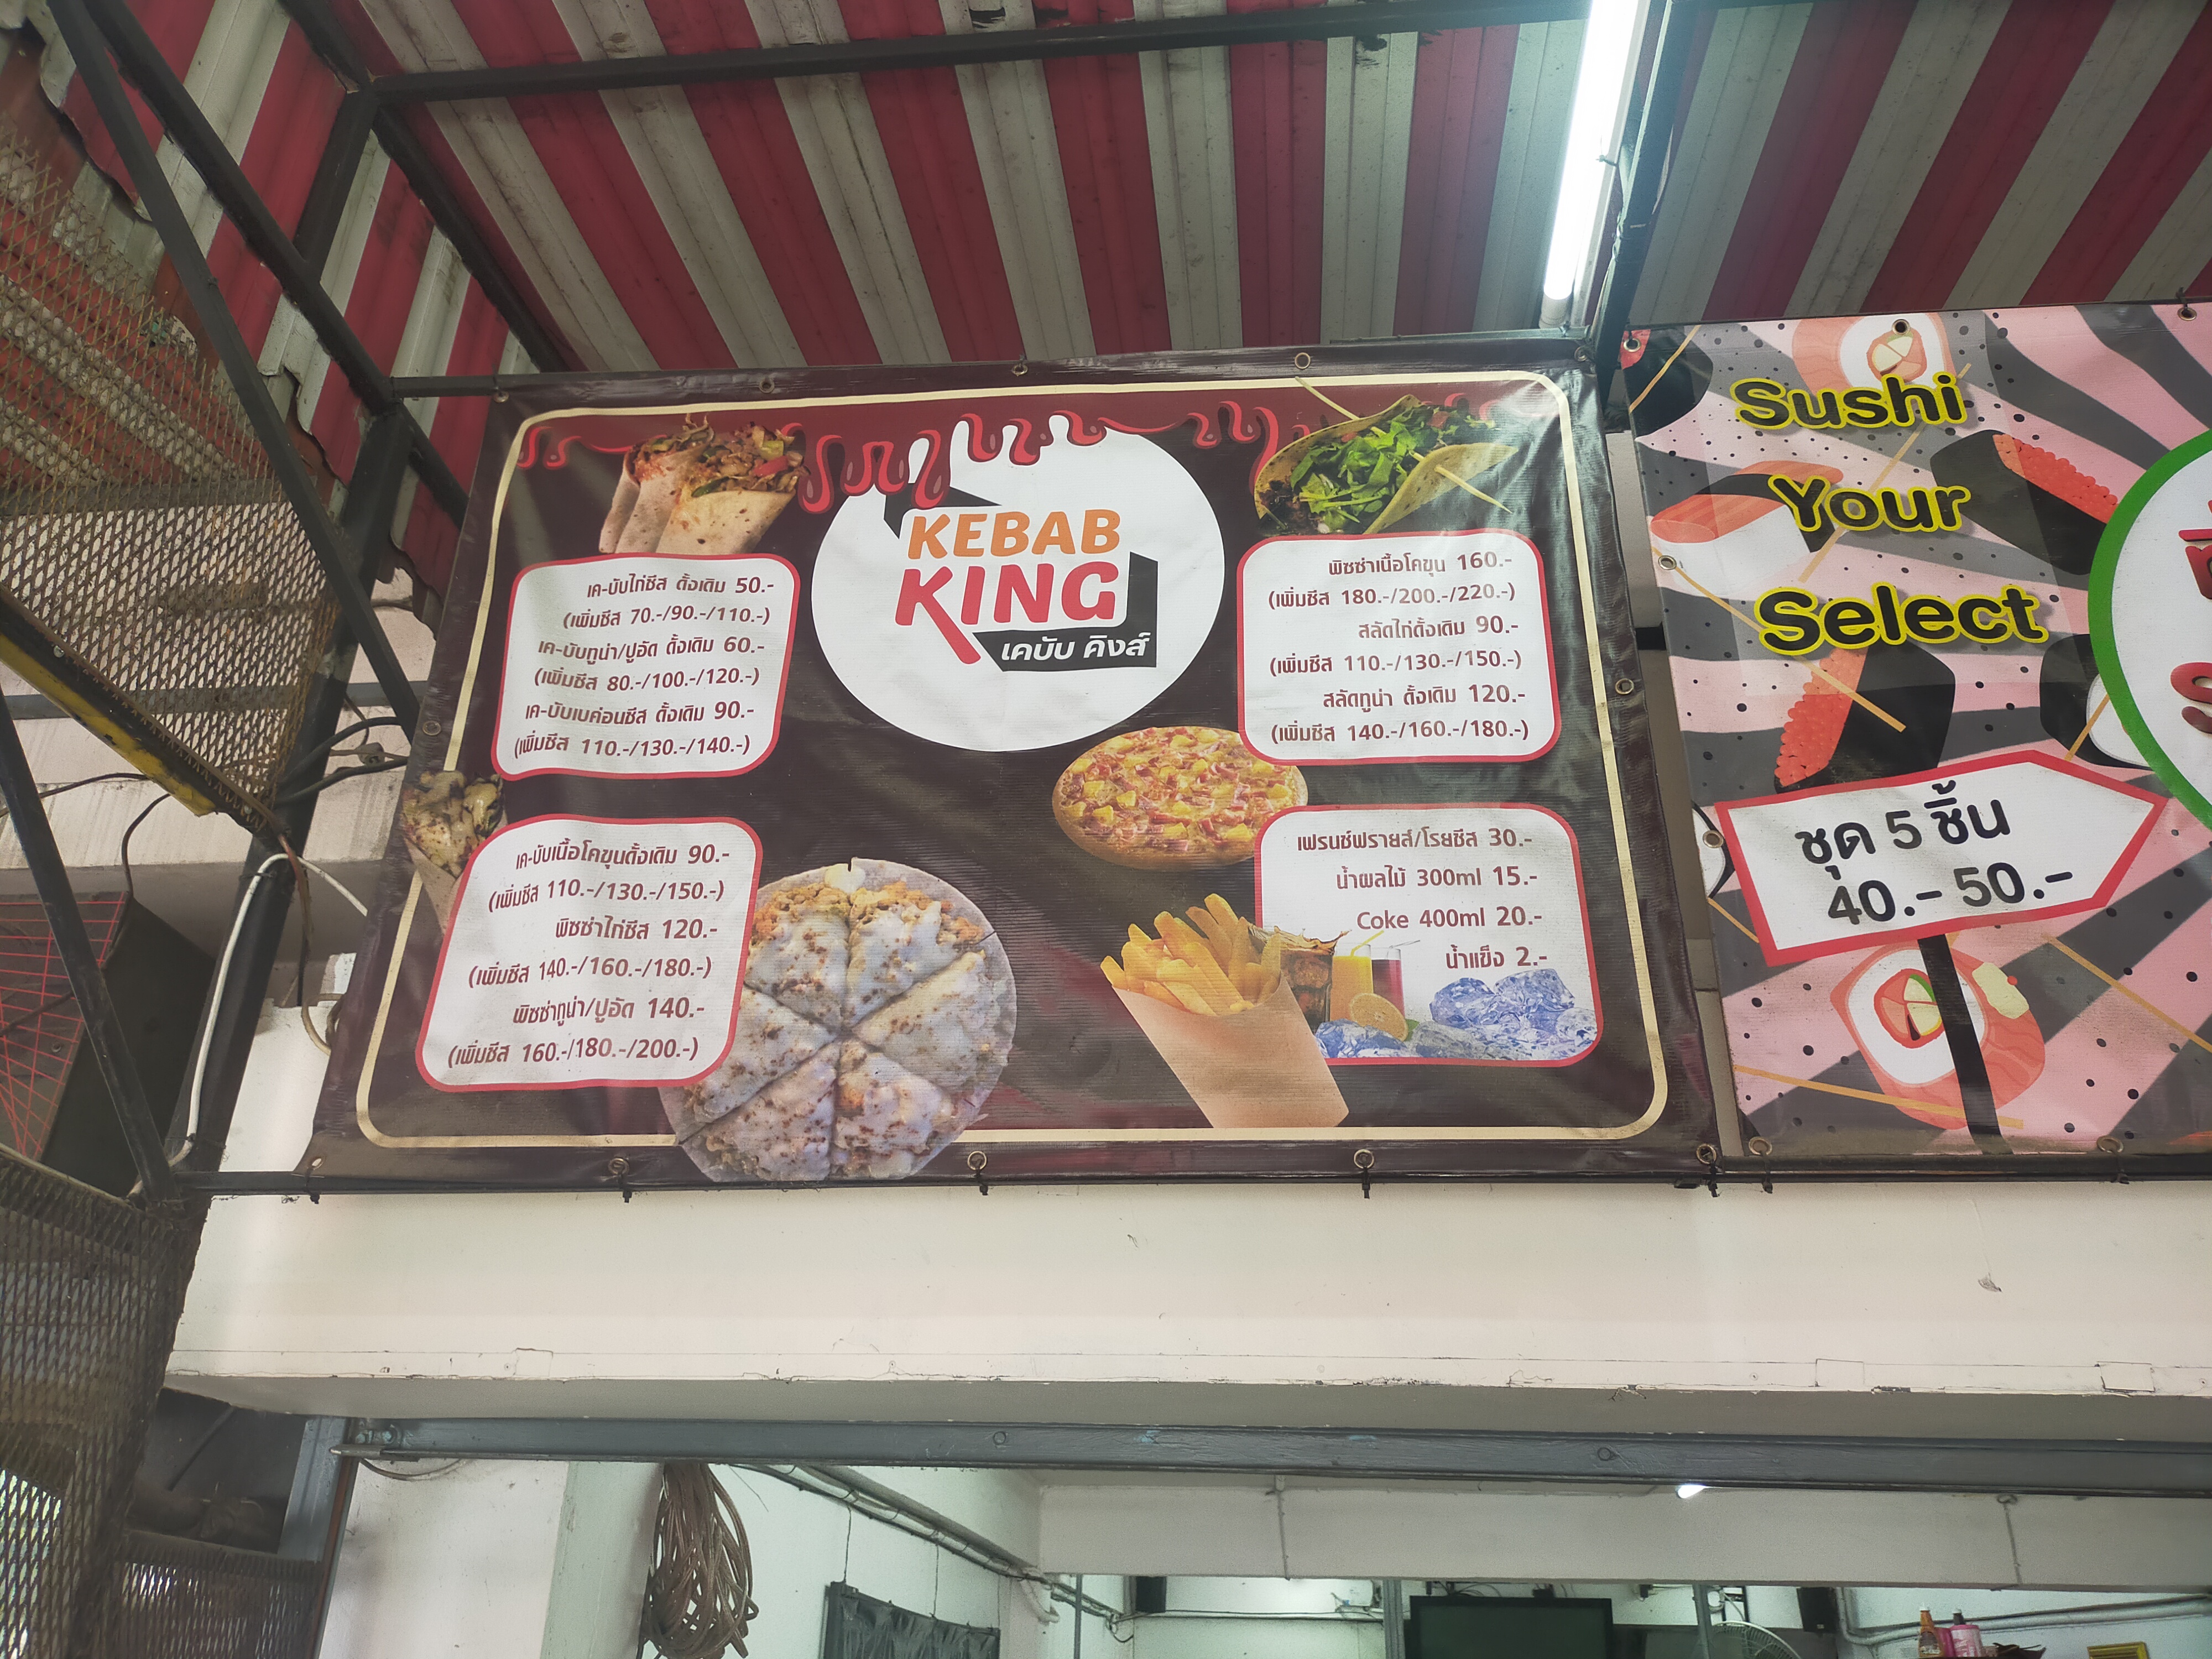 KEBAB
KING
เคบับ คิงส์
เค-บับไก่ชีส ดั้งเดิม 50.-
(เพิ่มชีส 70.-/90.-/110.-)
เค-บับทูน่า/ปูอัด ดั้งเดิม 60.-
(เพิ่มชีส 80.-/100.-/120.-)
เค-บับเบค่อนชีส ดั้งเดิม 90.-
(เพิ่มชีส 110.-/130.-/140.-)
เค-บับเนื้อโคขุนดั้งเดิม 90.-
(เพิ่มชีส 110.-/130.-/150.-)
พิซซ่าไก่ชีส 120.-
(เพิ่มชีส 140.-/160.-/180.-)
พิซซ่าทูน่า/ปูอัด 140.-
(เพิ่มชีส 160.-/180.-/200.-)
พิซซ่าเนื้อโคขุน 160.-
(เพิ่มชีส 180.-/200.-/220.-)
สลัดไก่ดั้งเดิม 90.-
(เพิ่มชีส 110.-/130.-/150.-)
สลัดทูน่า ดั้งเดิม 120.-
(เพิ่มชีส 140.-/160.-/180.-)
เฟรนซ์ฟรายส์/โรยชีส 30.-
น้ำผลไม้ 300ml 15.-
Coke 400ml 20.-
น้ำแข็ง 2.-
Sushi
Your
Select
ชุด 5 ชิ้น
40.- 50.-